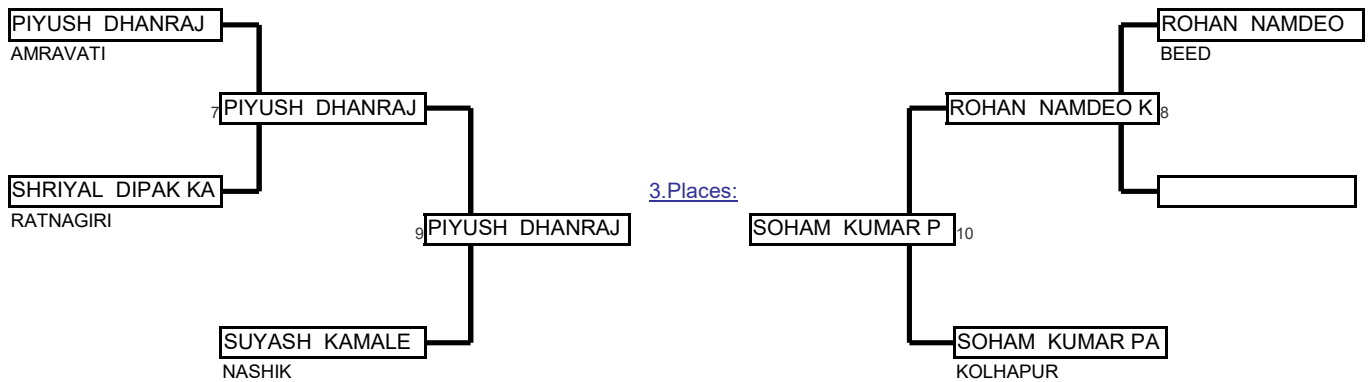 PIYUSH DHANRAJ
AMRAVATI
ROHAN NAMDEO
BEED
7 PIYUSH DHANRAJ
ROHAN NAMDEO K 8
SHRIYAL DIPAK KA
RATNAGIRI
3.Places:
9 PIYUSH DHANRAJ
SOHAM KUMAR P 10
SUYASH KAMALE
NASHIK
SOHAM KUMAR PA
KOLHAPUR